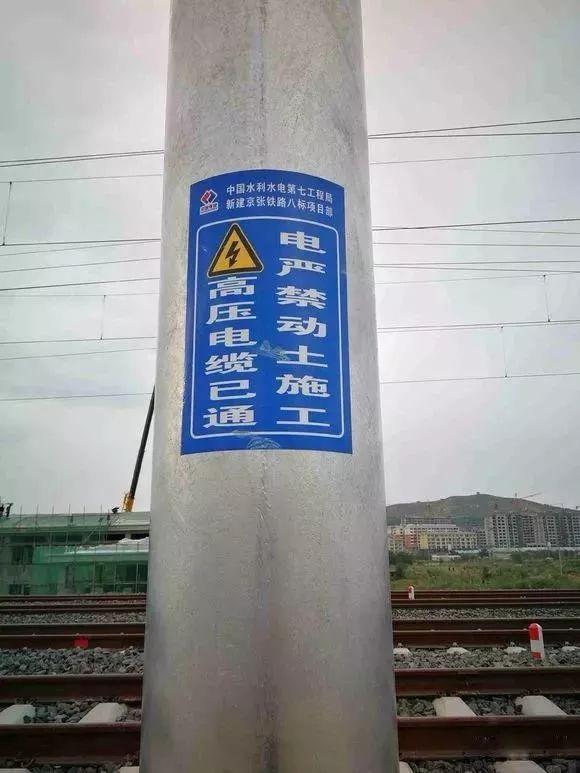 中国水利水电第七工程局
新建京张铁路八标项目部
高压电缆已通
电严禁动土施工